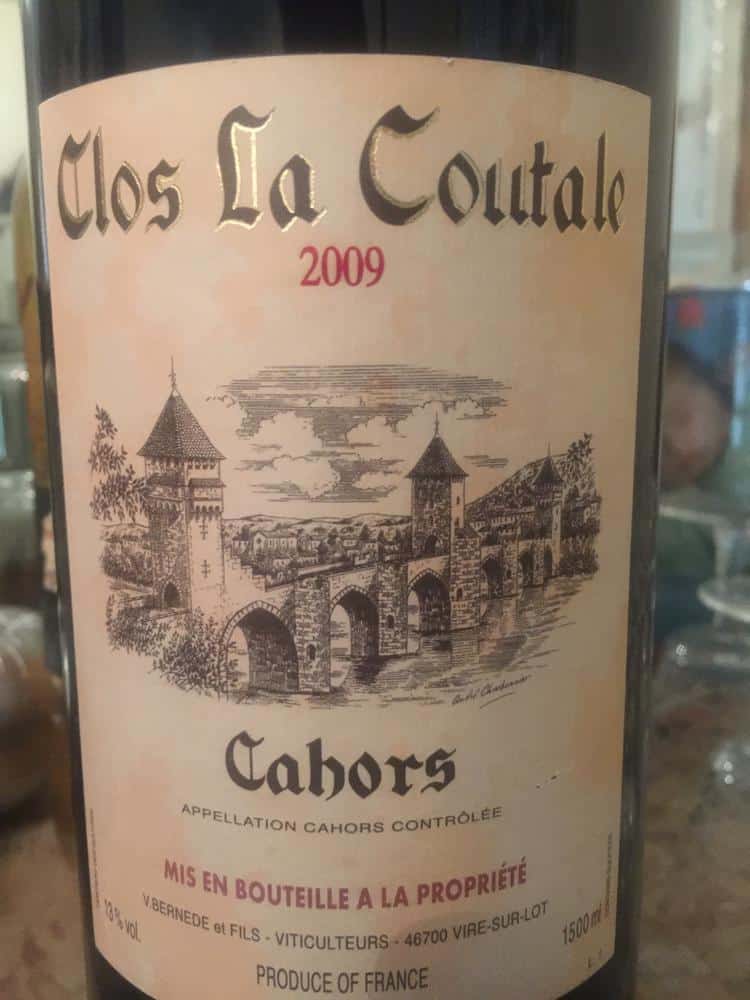 Clos La Coutale
2009
Cahors
APPELLATION CAHORS CONTRÔLÉE
MIS EN BOUTEILLE A LA PROPRIÉTÉ
13 % vol.
V.BERNEDE et FILS - VITICULTEURS - 46700 VIRE-SUR-LOT
1500 ml
PRODUCE OF FRANCE